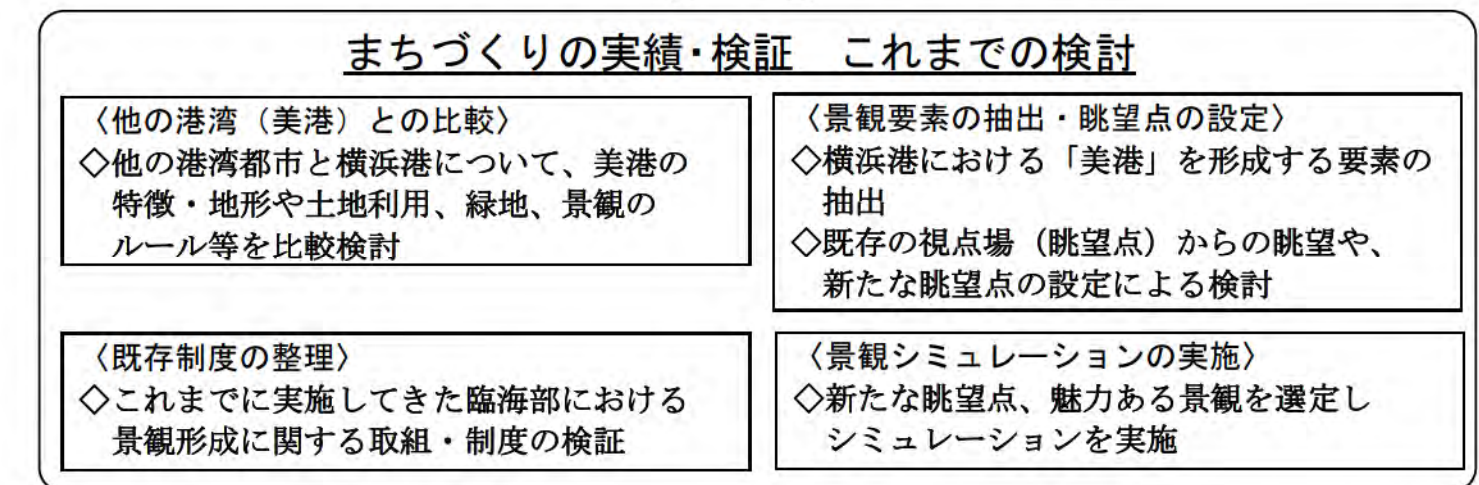 まちづくりの実績・検証　これまでの検討
〈他の港湾（美港）との比較〉
◇他の港湾都市と横浜港について、美港の
特徴・地形や土地利用、緑地、景観の
ルール等を比較検討
〈景観要素の抽出・眺望点の設定〉
◇横浜港における「美港」を形成する要素の
抽出
◇既存の視点場（眺望点）からの眺望や、
新たな眺望点の設定による検討
〈既存制度の整理〉
◇これまでに実施してきた臨海部における
景観形成に関する取組・制度の検証
〈景観シミュレーションの実施〉
◇新たな眺望点、魅力ある景観を選定し
シミュレーションを実施